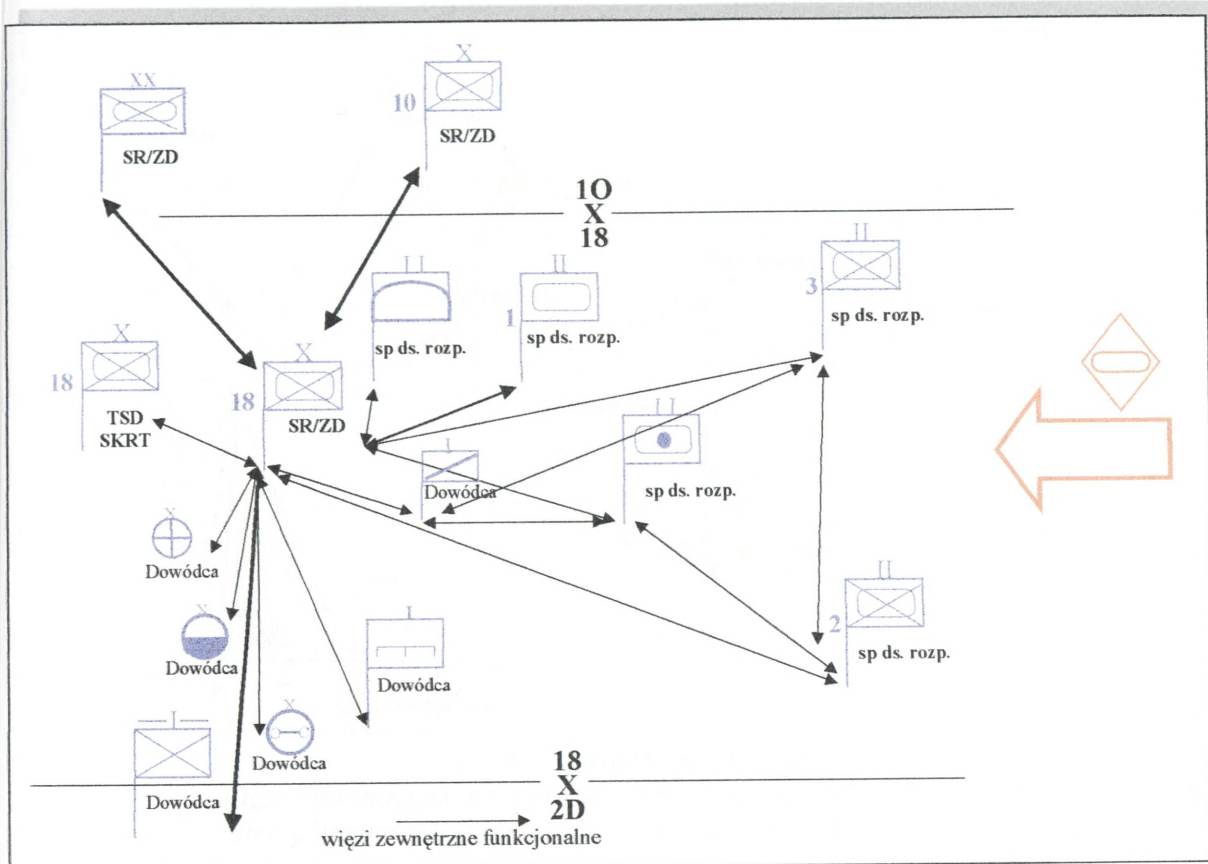 XX
SR/ZD
X
10
SR/ZD
1O
X
18
I I
sp ds. rozp.
II
1
sp ds. rozp.
II
3
sp ds. rozp.
X
18
TSD
SKRT
X
18
SR/ZD
I
Dowódca
I I
sp ds. rozp.
X
Dowódca
X
Dowódca
I
Dowódca
II
2
sp ds. rozp.
I
Dowódca
X
Dowódca
18
X
2D
więzi zewnętrzne funkcjonalne